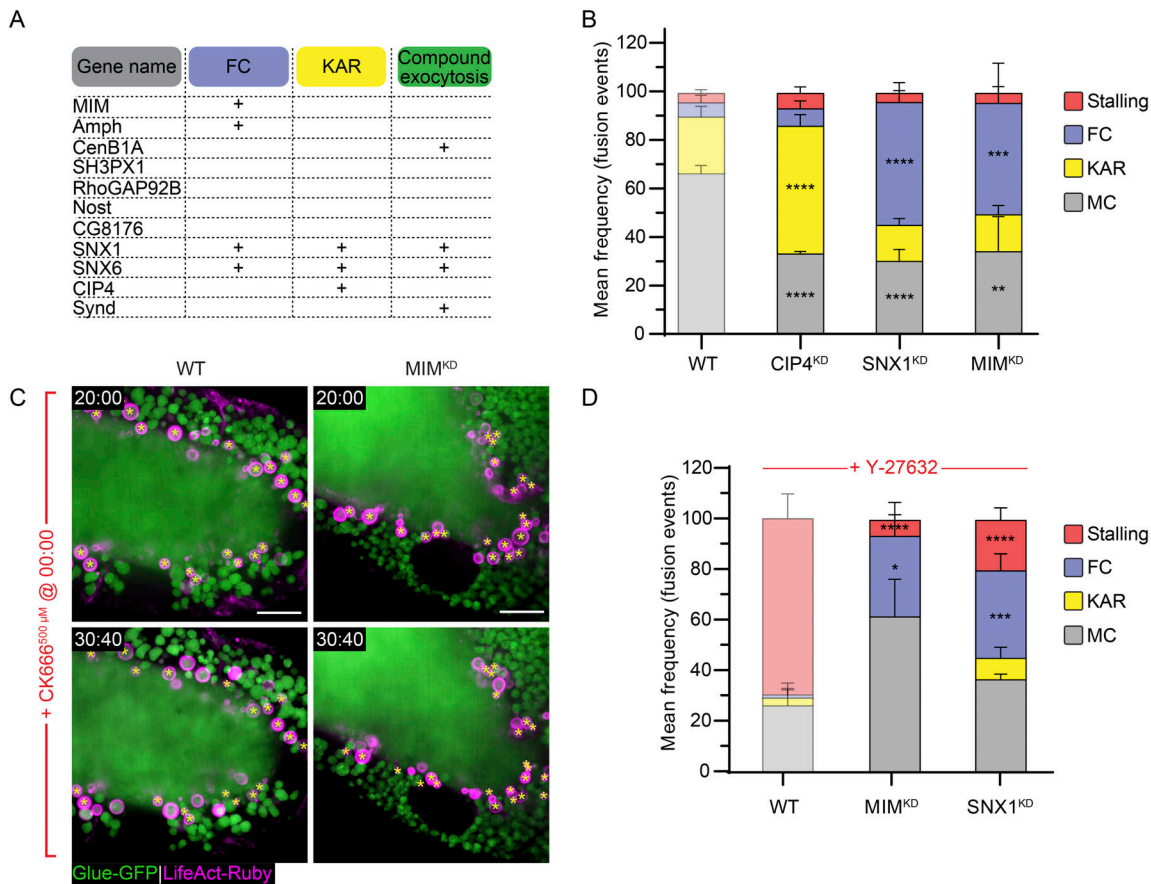 A
Gene name FC KAR Compound
exocytosis
MIM +
Amph +
CenB1A +
SH3PX1
RhoGAP92B
Nost
CG8176
SNX1 + + +
SNX6 + + +
CIP4 +
Synd +
B
Mean frequency (fusion events)
120
100
80
60
40
20
0
****
****
****
****
***
**
WT CIP4KD SNX1KD MIMKD
Stalling
FC
KAR
MC
C
WT MIMKD
+ CK666500 µM @ 00:00
20:00 20:00
30:40 30:40
Glue-GFP|LifeAct-Ruby
D
+ Y-27632
Mean frequency (fusion events)
120
100
80
60
40
20
0
****
*
****
***
WT MIMKD SNX1KD
Stalling
FC
KAR
MC